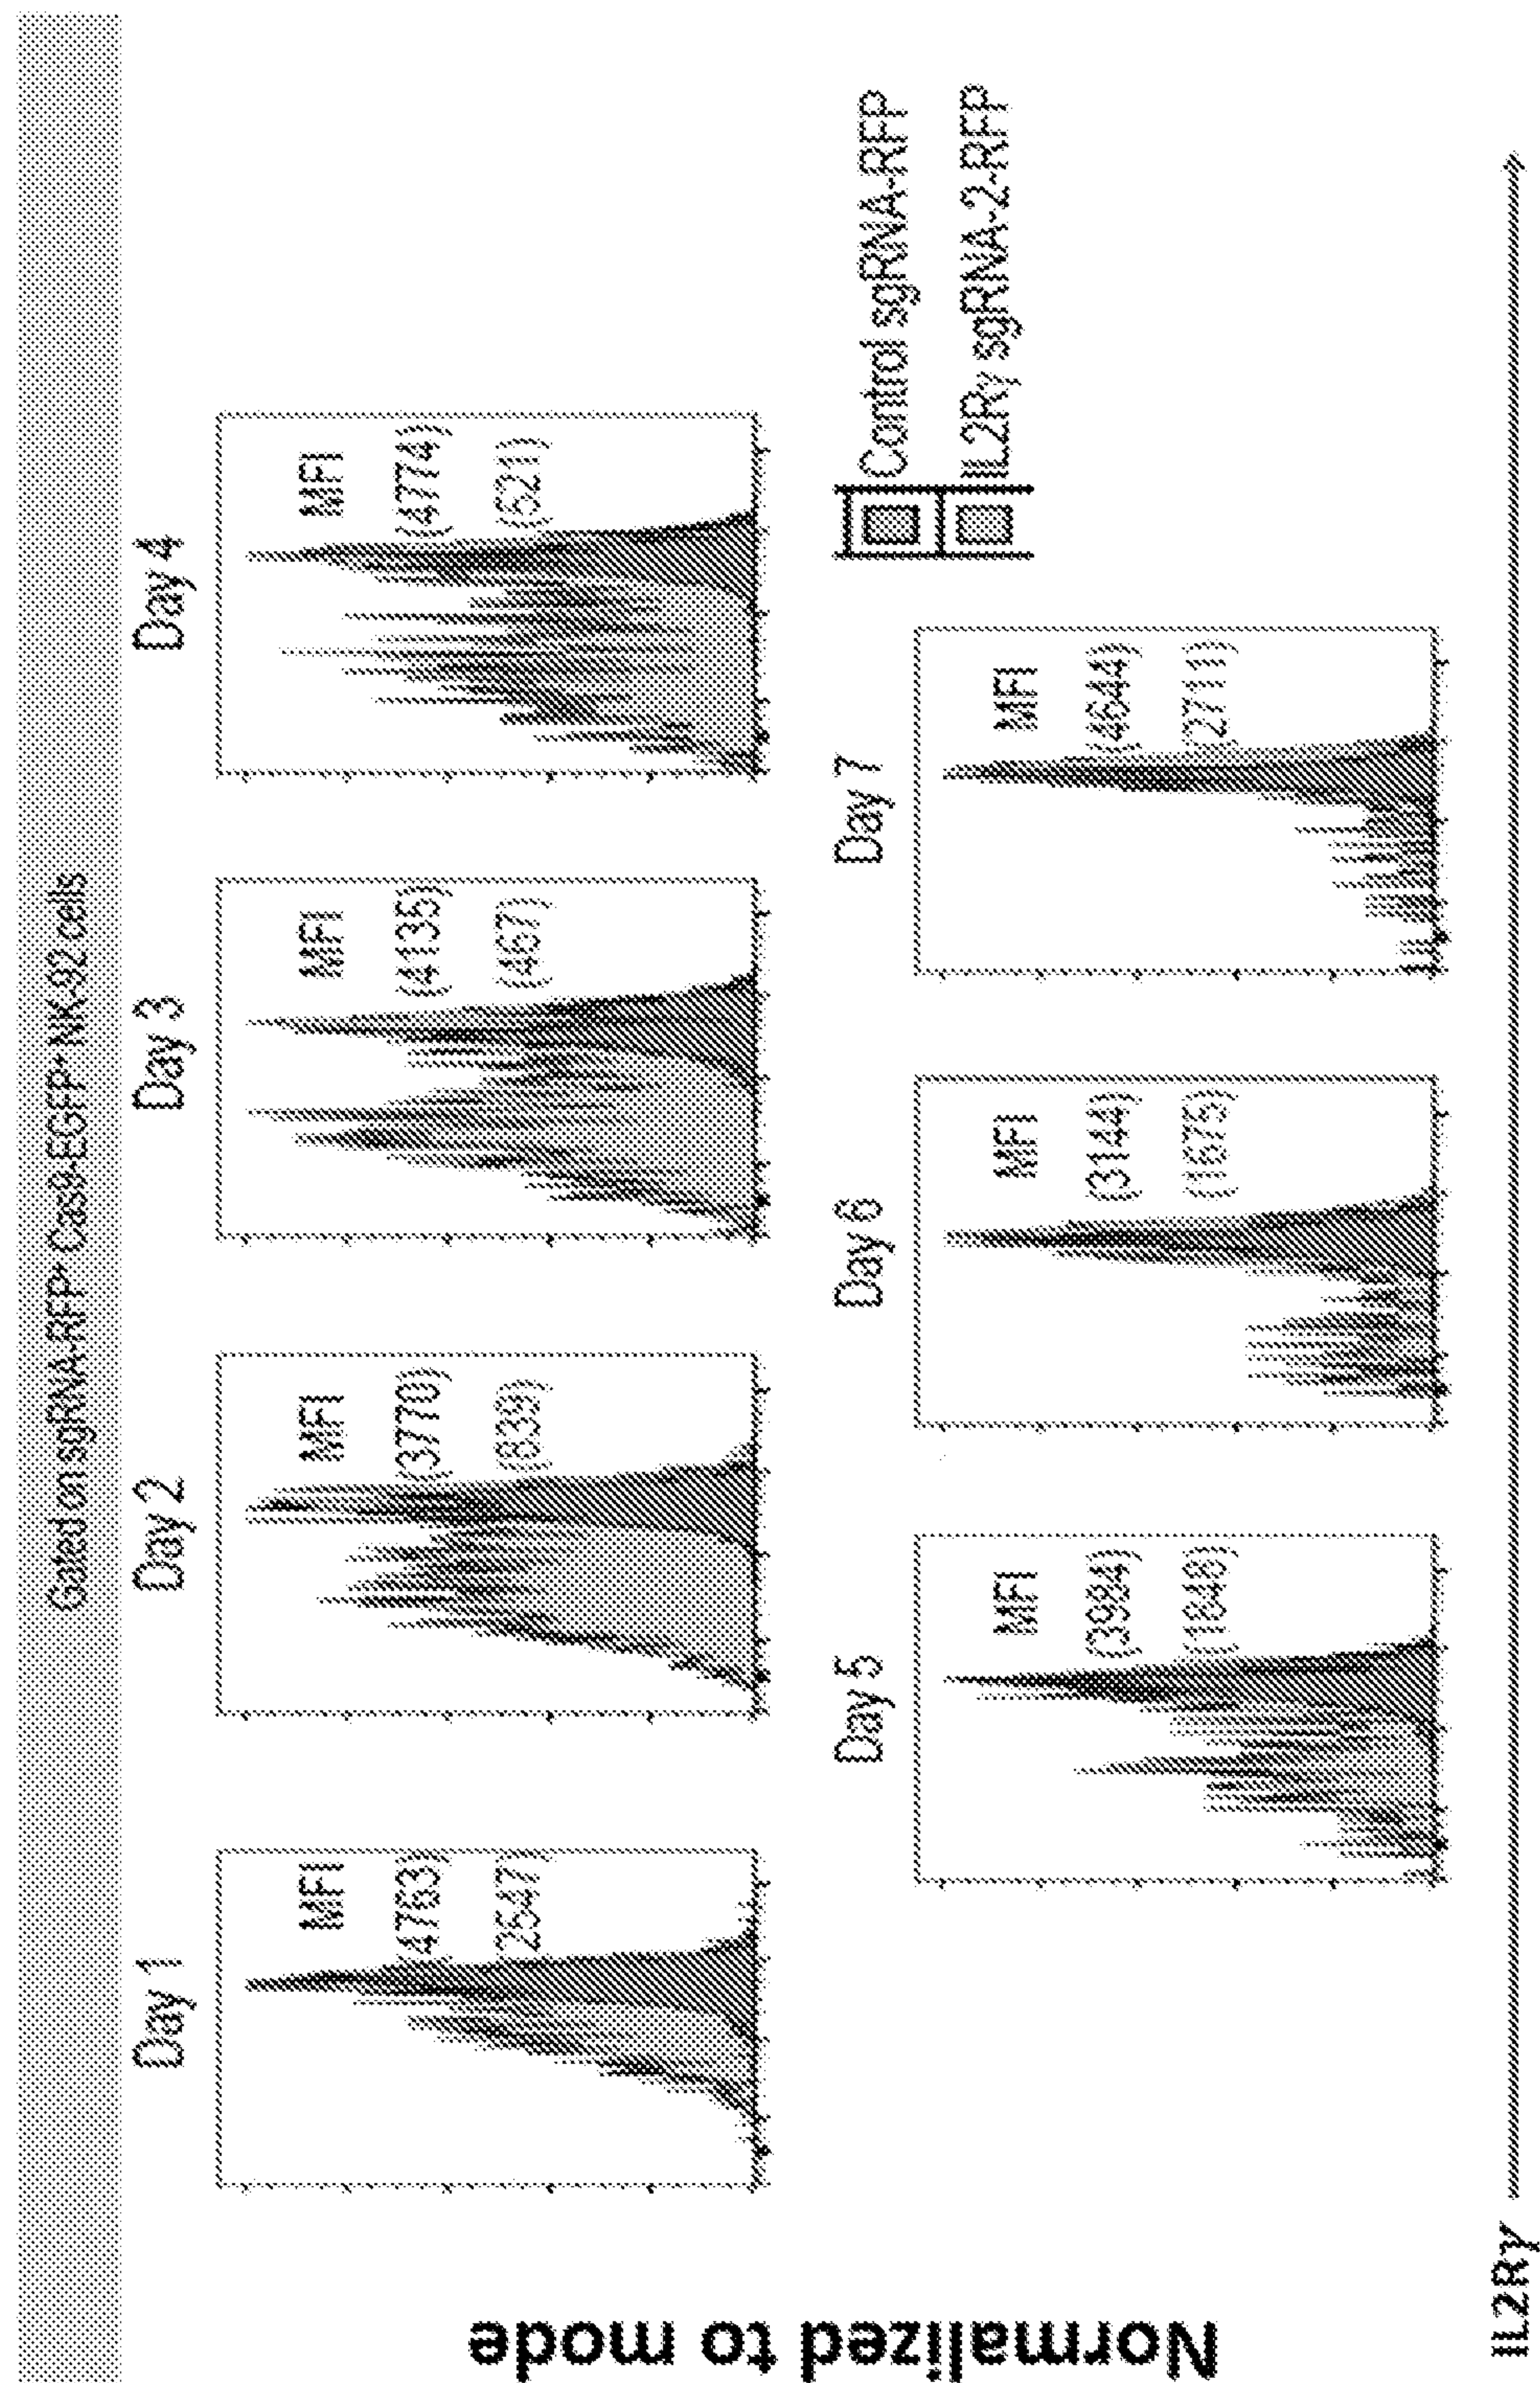 Gated on sgRNA-RFP⁺ Cas9-EGFP⁺ NK-92 cells
Day 1
MFI
(4763)
(2547)
Day 2
MFI
(3770)
(839)
Day 3
MFI
(4135)
(467)
Day 4
MFI
(4774)
(521)
Day 5
MFI
(3984)
(1848)
Day 6
MFI
(3144)
(1675)
Day 7
MFI
(4644)
(2711)
Control sgRNA-RFP
IL2Rγ sgRNA-2-RFP
Normalized to mode
IL2Rγ